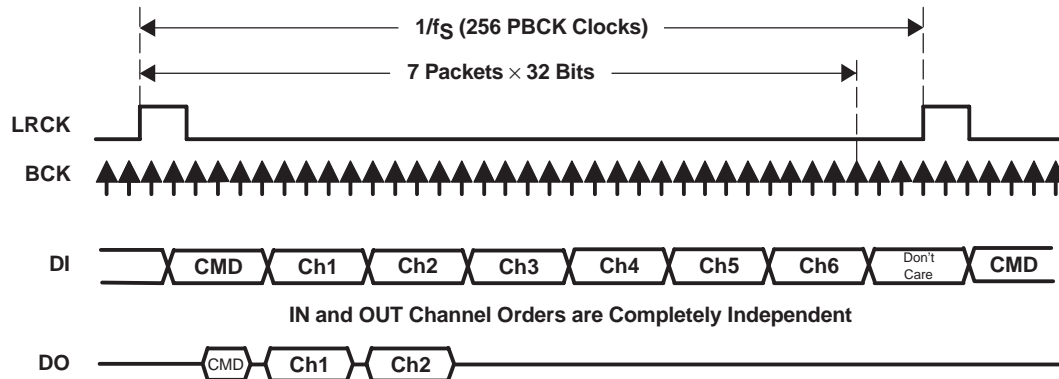 1/fS (256 PBCK Clocks)
7 Packets × 32 Bits
LRCK
BCK
DI CMD Ch1 Ch2 Ch3 Ch4 Ch5 Ch6 Don't Care CMD
IN and OUT Channel Orders are Completely Independent
DO CMD Ch1 Ch2